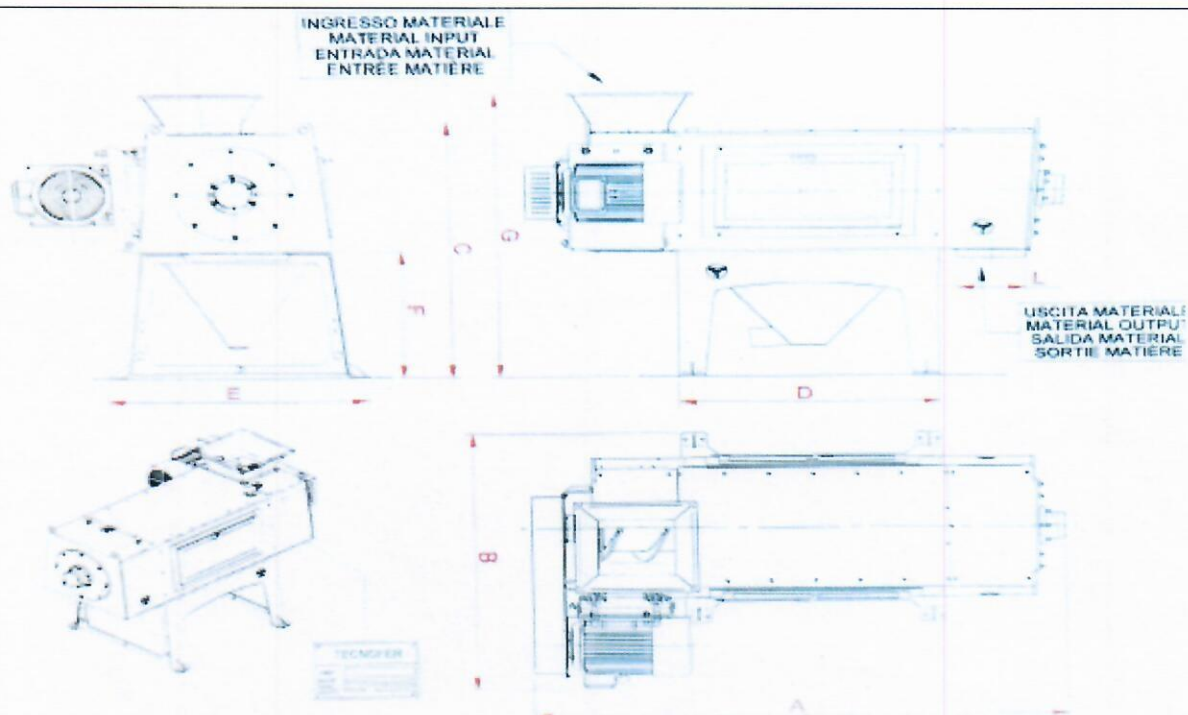 INGRESSO MATERIALE
MATERIAL INPUT
ENTRADA MATERIAL
ENTRÉE MATIÈRE
C
G
F
E
L
USCITA MATERIALE
MATERIAL OUTPUT
SALIDA MATERIAL
SORTIE MATIÈRE
D
B
TECNOFER
A